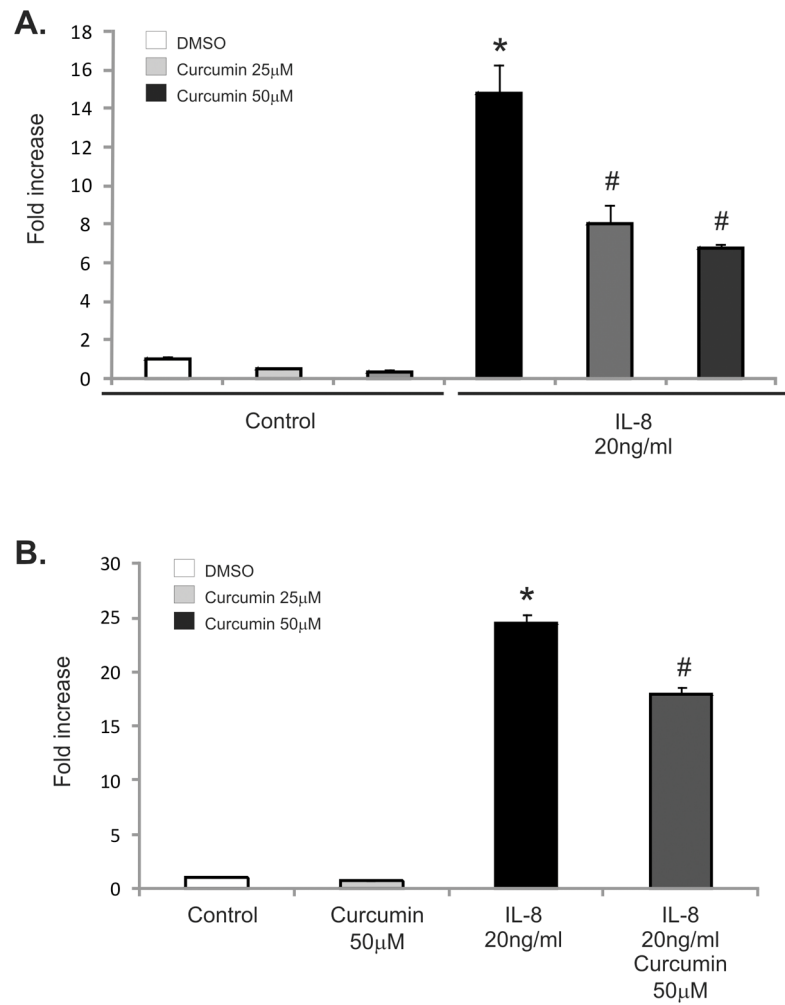 A.
DMSO
Curcumin 25µM
Curcumin 50µM
Fold increase
18
16
14
12
10
8
6
4
2
0
*
#
#
Control
IL-8
20ng/ml
B.
DMSO
Curcumin 25µM
Curcumin 50µM
Fold increase
30
25
20
15
10
5
0
*
#
Control
Curcumin
50µM
IL-8
20ng/ml
IL-8
20ng/ml
Curcumin
50µM